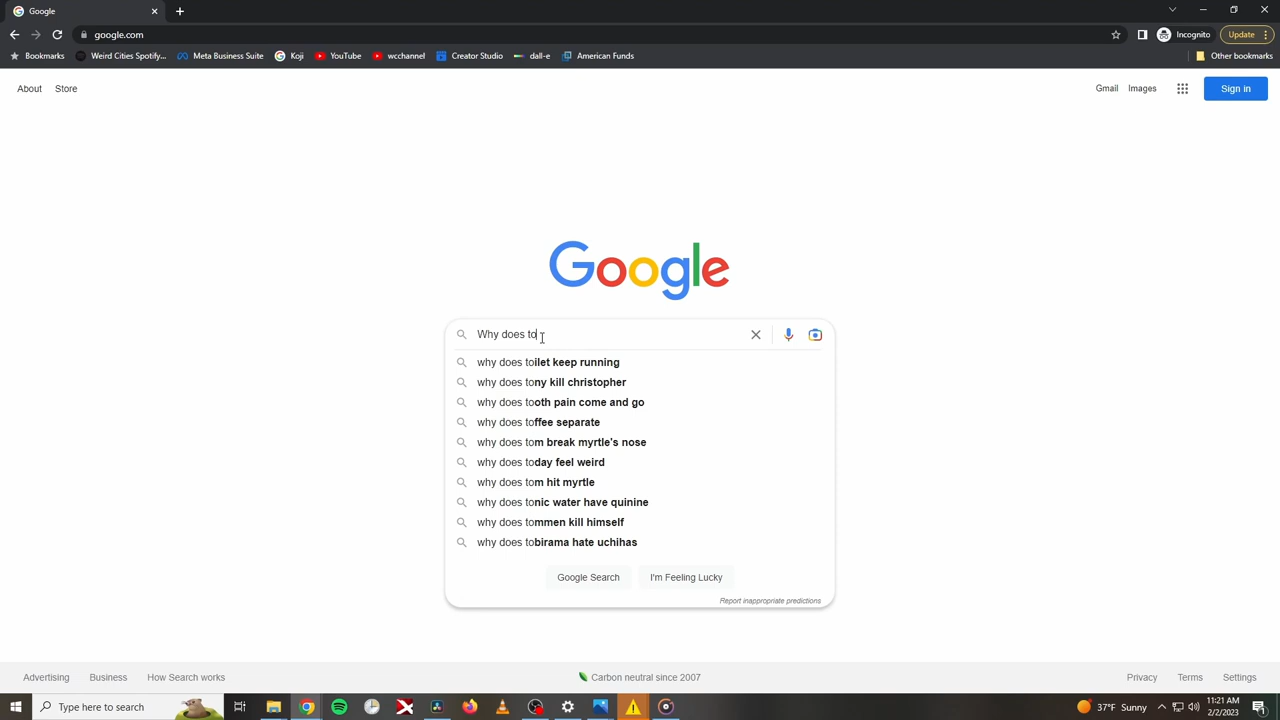 Google
google.com
Incognito
Update
Bookmarks
Weird Cities Spotify...
Meta Business Suite
Koji
YouTube
wcchannel
Creator Studio
dall-e
American Funds
Other bookmarks
About
Store
Gmail
Images
Sign in
Google
Why does to
why does toilet keep running
why does tony kill christopher
why does tooth pain come and go
why does toffee separate
why does tom break myrtle's nose
why does today feel weird
why does tom hit myrtle
why does tonic water have quinine
why does tommen kill himself
why does tobirama hate uchihas
Google Search
I'm Feeling Lucky
Report inappropriate predictions
Advertising
Business
How Search works
Carbon neutral since 2007
Privacy
Terms
Settings
Type here to search
37°F Sunny
11:21 AM
2/2/2023